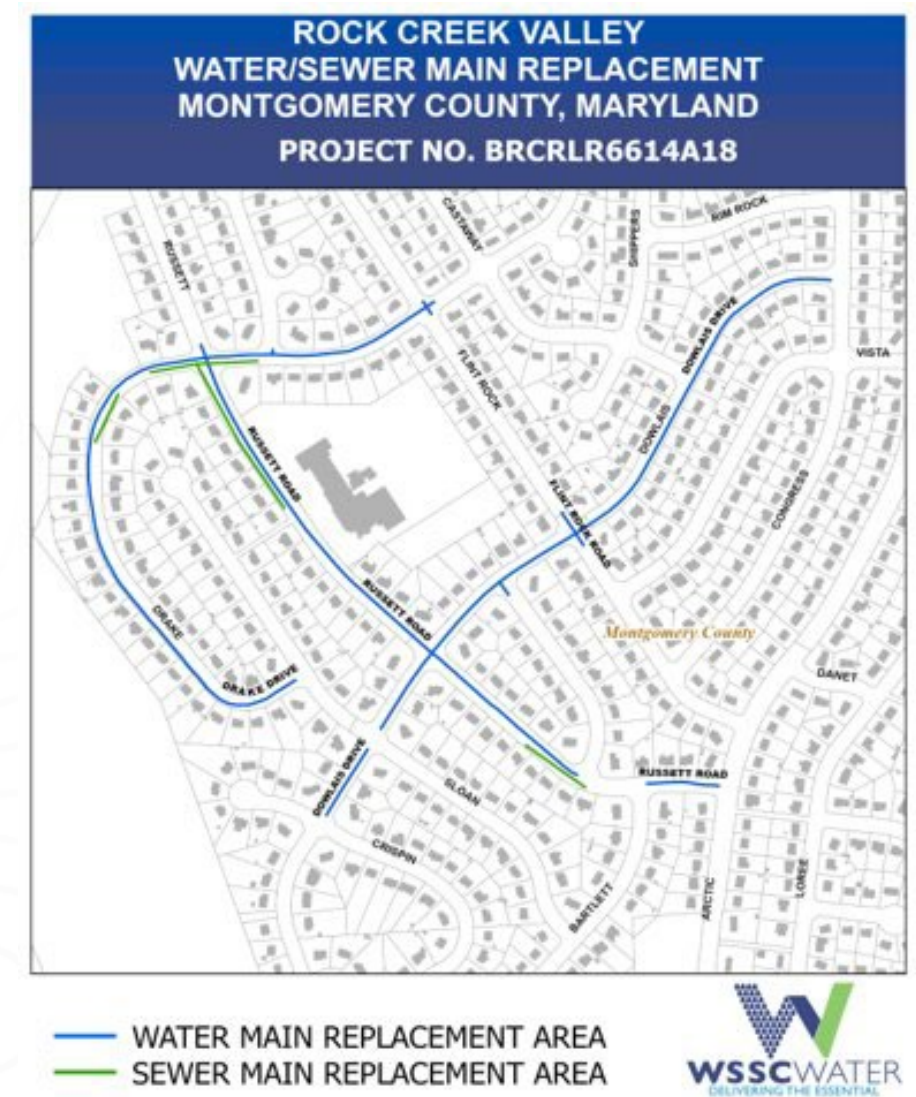 ROCK CREEK VALLEY
WATER/SEWER MAIN REPLACEMENT
MONTGOMERY COUNTY, MARYLAND
PROJECT NO. BRCRLR6614A18
CASTAWAY
SHIPPERS
RIM ROCK
RUSSETT
DOWLAIS DRIVE
VISTA
FLINT ROCK
DOWLAIS
RUSSETT ROAD
CONGRESS
FLINT ROCK ROAD
RUSSETT ROAD
DRAKE
Montgomery County
DANET
DRAKE DRIVE
DOWLAIS DRIVE
RUSSETT ROAD
SLOAN
CRISPIN
LOREE
ARCTIC
BARTLETT
WATER MAIN REPLACEMENT AREA
SEWER MAIN REPLACEMENT AREA
WSSCWATER
DELIVERING THE ESSENTIAL